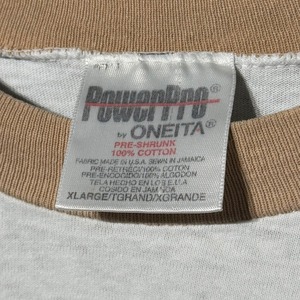 PowerPro®
by ONEITA®
PRE-SHRUNK
100% COTTON
FABRIC MADE IN U.S.A. SEWN IN JAMAICA
PRE-RETRECI/100% COTON
PRE-ENCOGIDO/100% ALGODON
TELA HECHO EN LOS E.U.A.
COSIDO EN JAMAICA
XLARGE/TGRAND/XGRANDE